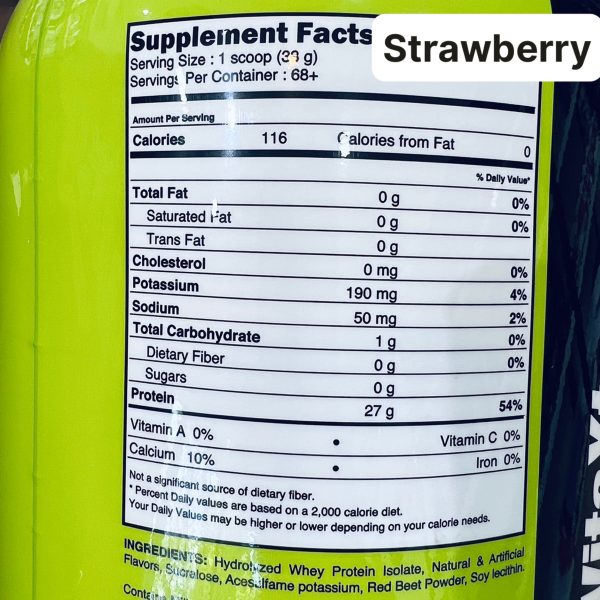 Strawberry
Supplement Facts
Serving Size : 1 scoop (33 g)
Servings Per Container : 68+
Amount Per Serving
Calories 116 Calories from Fat 0
% Daily Value*
Total Fat 0 g 0%
Saturated Fat 0 g 0%
Trans Fat 0 g
Cholesterol 0 mg 0%
Potassium 190 mg 4%
Sodium 50 mg 2%
Total Carbohydrate 1 g 0%
Dietary Fiber 0 g 0%
Sugars 0 g
Protein 27 g 54%
Vitamin A 0% • Vitamin C 0%
Calcium 10% • Iron 0%
Not a significant source of dietary fiber.
* Percent Daily values are based on a 2,000 calorie diet.
Your Daily Values may be higher or lower depending on your calorie needs.
INGREDIENTS: Hydrolyzed Whey Protein Isolate, Natural & Artificial
Flavors, Sucralose, Acesulfame potassium, Red Beet Powder, Soy lecithin.